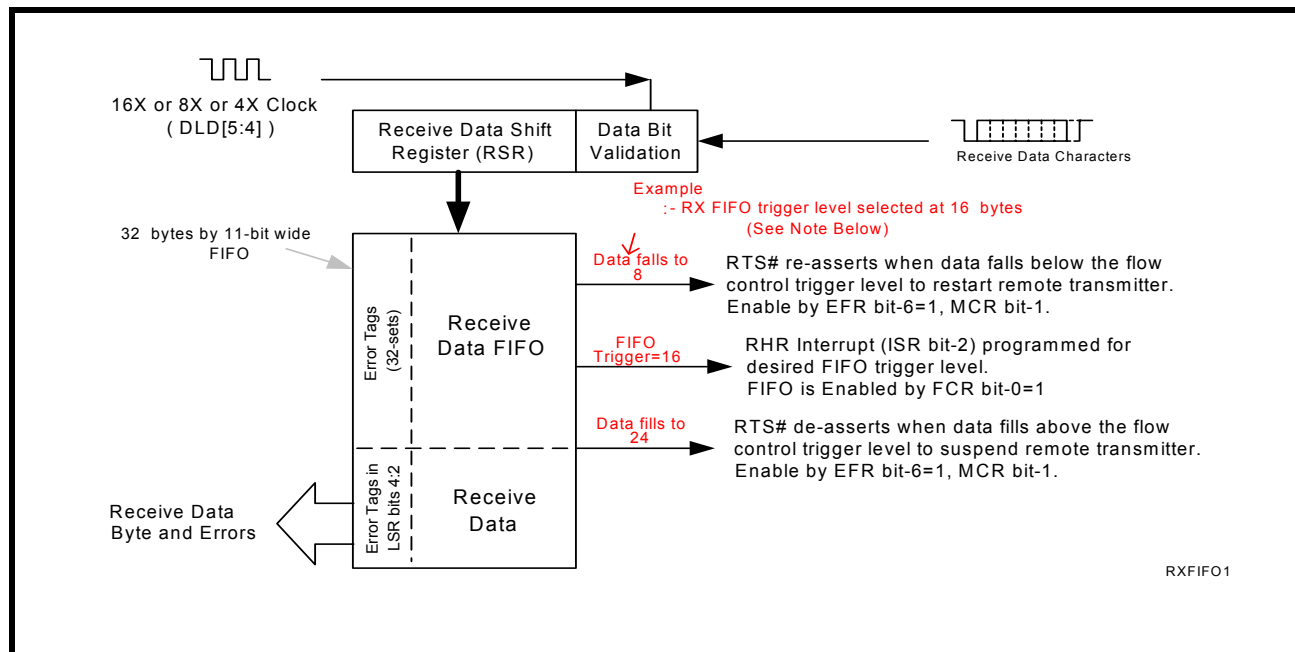 16X or 8X or 4X Clock
( DLD[5:4] )
Receive Data Shift
Register (RSR)
Data Bit
Validation
Receive Data Characters
Example
:- RX FIFO trigger level selected at 16 bytes
(See Note Below)
32 bytes by 11-bit wide
FIFO
Error Tags
(32-sets)
Receive
Data FIFO
Data falls to
8
RTS# re-asserts when data falls below the flow
control trigger level to restart remote transmitter.
Enable by EFR bit-6=1, MCR bit-1.
FIFO
Trigger=16
RHR Interrupt (ISR bit-2) programmed for
desired FIFO trigger level.
FIFO is Enabled by FCR bit-0=1
Data fills to
24
RTS# de-asserts when data fills above the flow
control trigger level to suspend remote transmitter.
Enable by EFR bit-6=1, MCR bit-1.
Error Tags in
LSR bits 4:2
Receive
Data
Receive Data
Byte and Errors
RXFIFO1